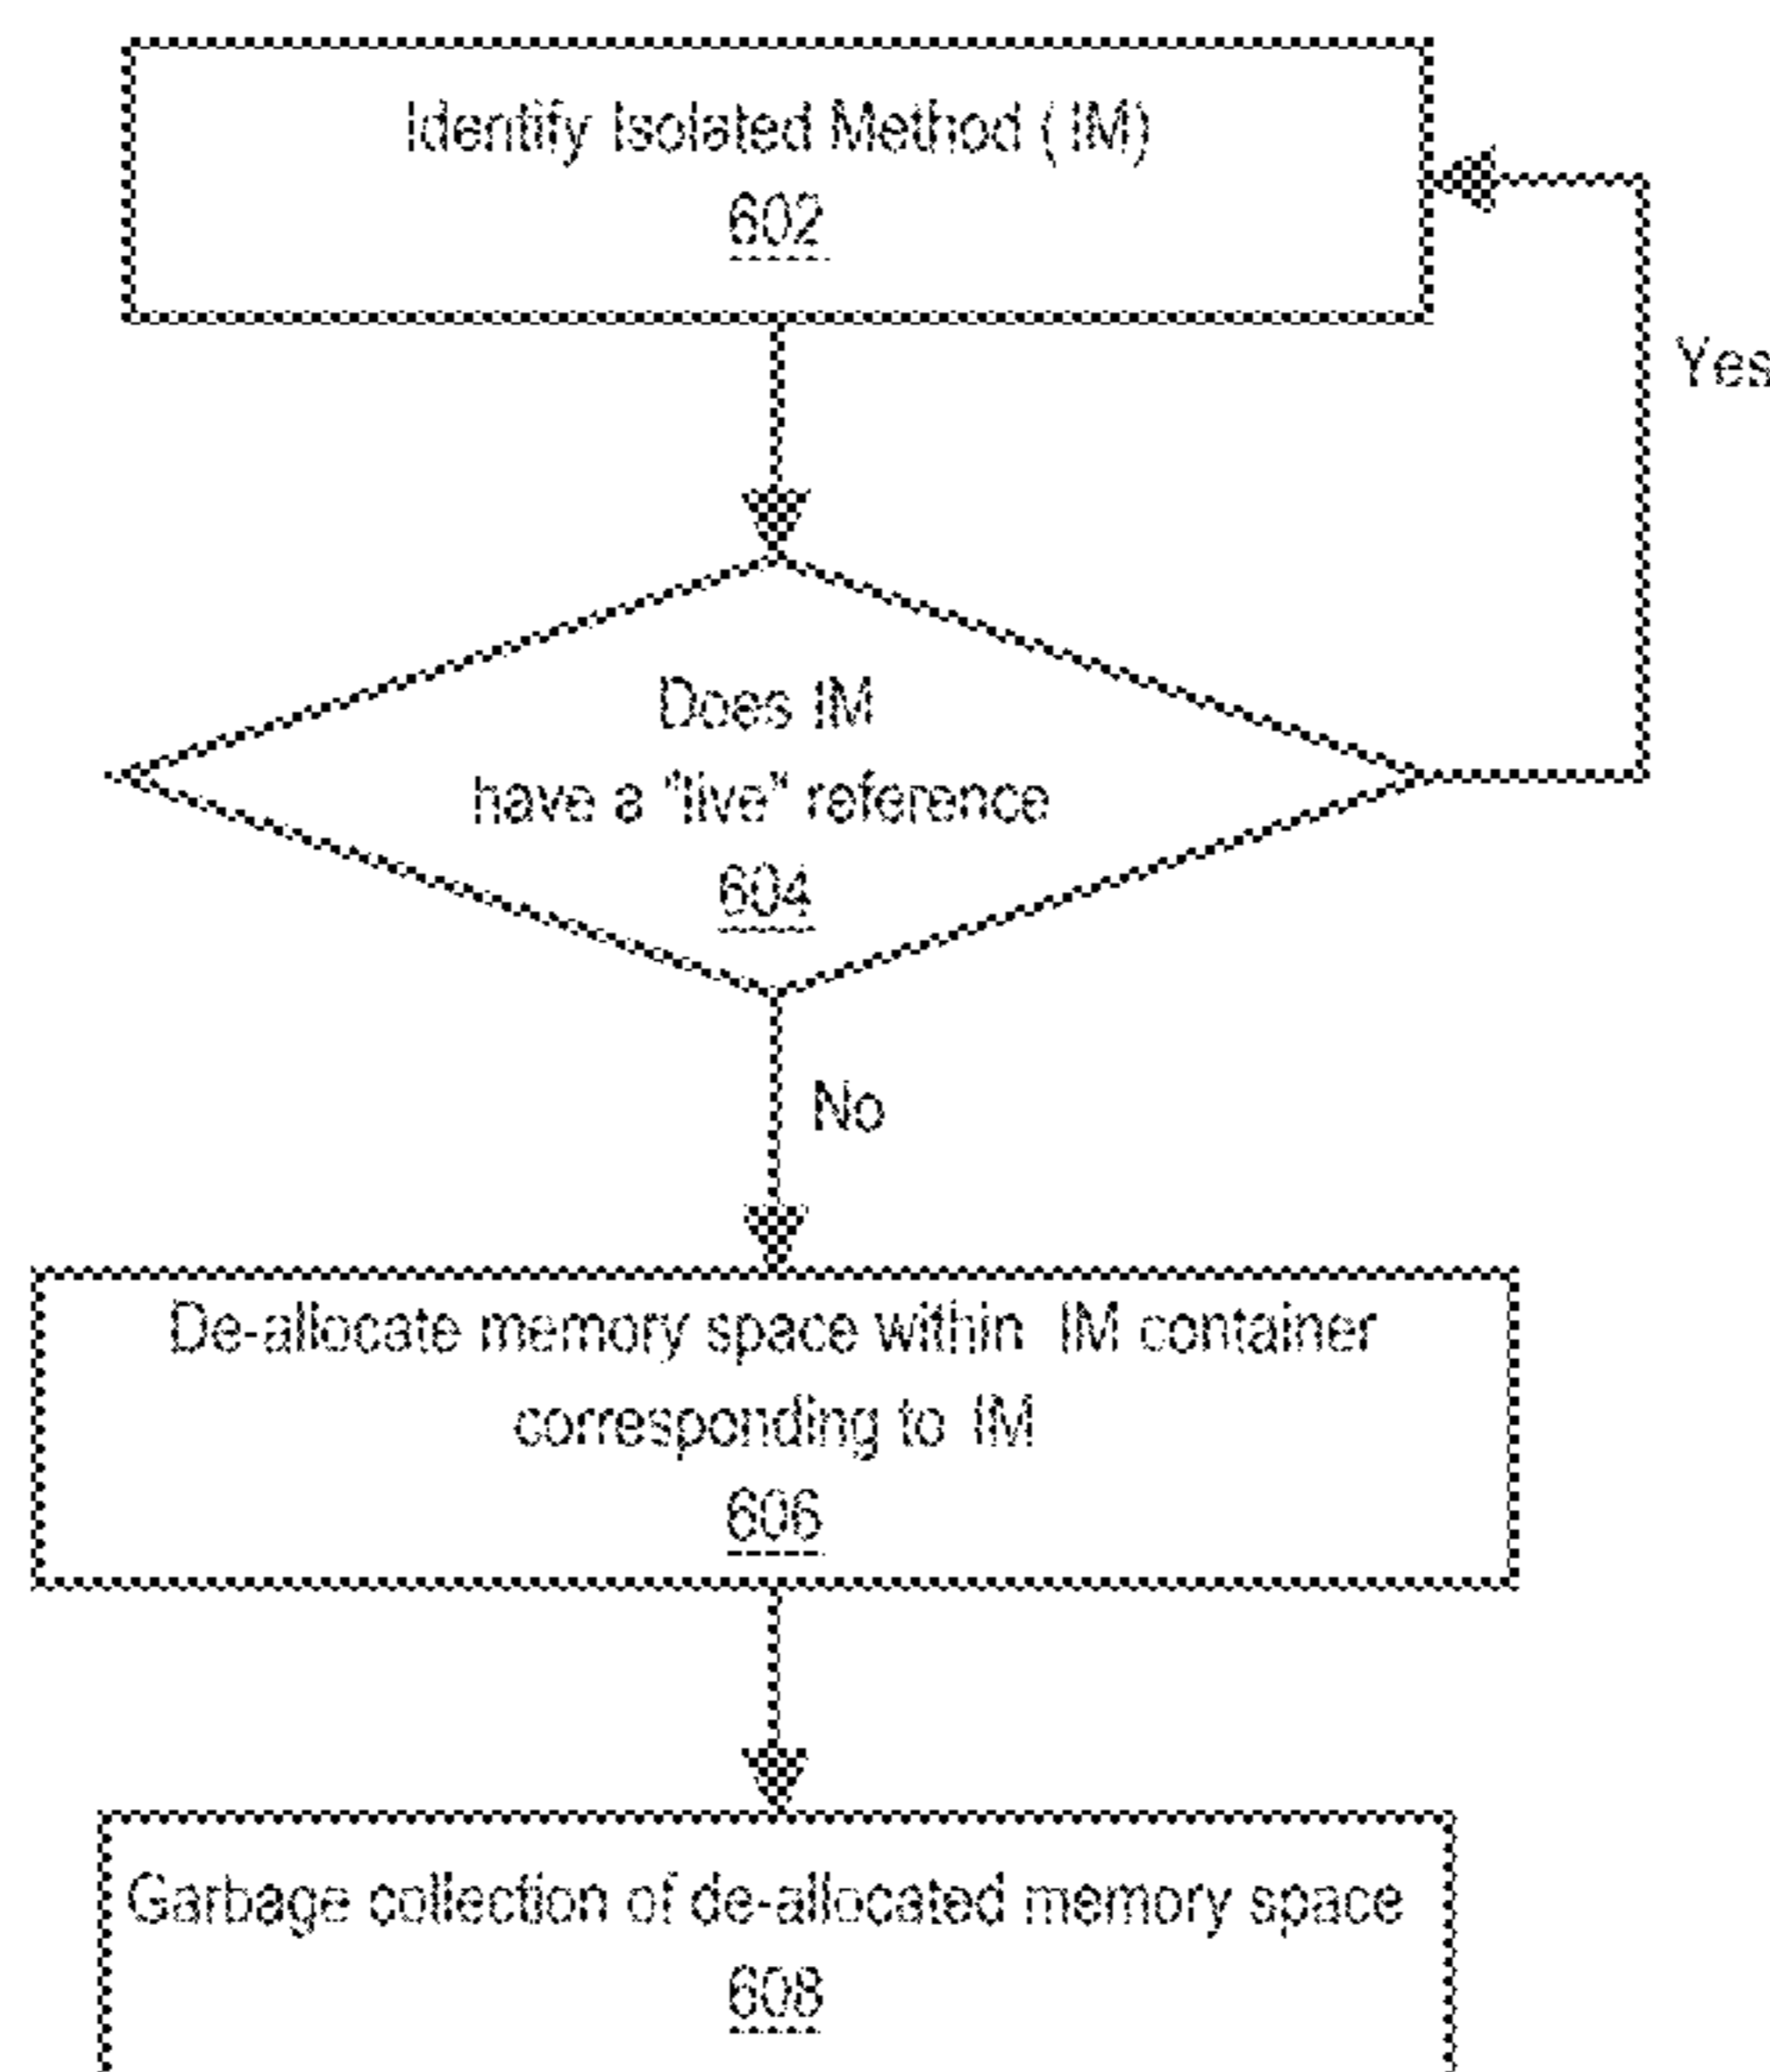 Identify Isolated Method ( IM)
602
Yes
Does IM
have a "live" reference
604
No
De-allocate memory space within IM container
corresponding to IM
606
Garbage collection of de-allocated memory space
608